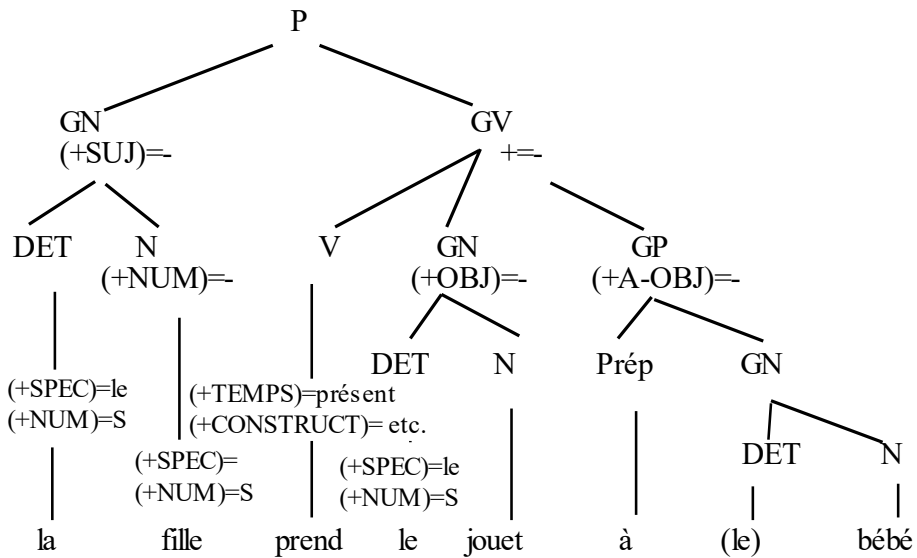 P
GN GV
(+SUJ)=- +=-
DET N V GN GP
(+NUM)=- (+OBJ)=- (+A-OBJ)=-
DET N Prép GN
(+SPEC)=le (+TEMPS)=présent
(+NUM)=S (+CONSTRUCT)= etc.
(+SPEC)= (+SPEC)=le DET N
(+NUM)=S (+NUM)=S
la fille prend le jouet à (le) bébé